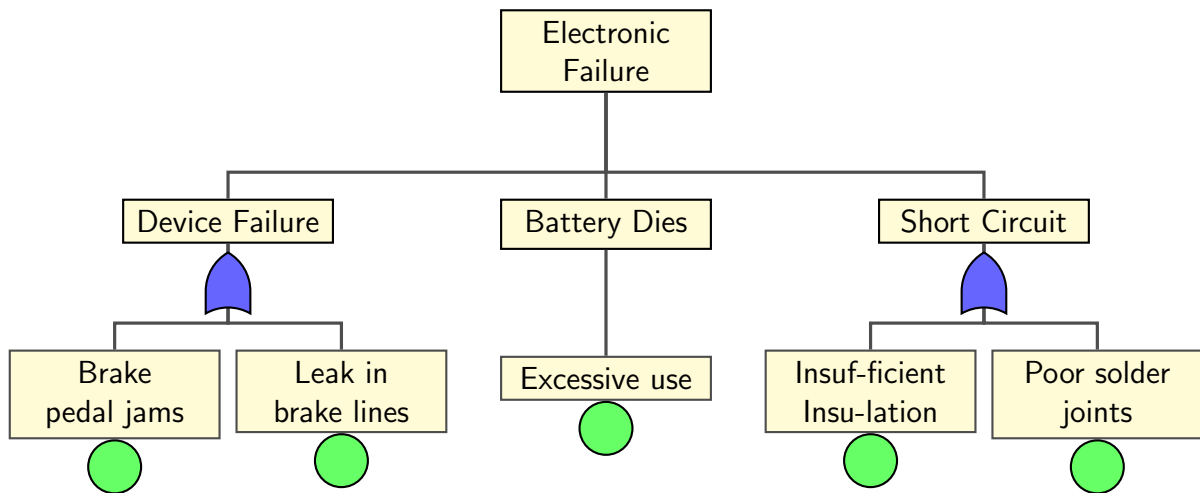 Electronic
Failure
Device Failure
Battery Dies
Short Circuit
Brake
pedal jams
Leak in
brake lines
Excessive use
Insuf-ficient
Insu-lation
Poor solder
joints